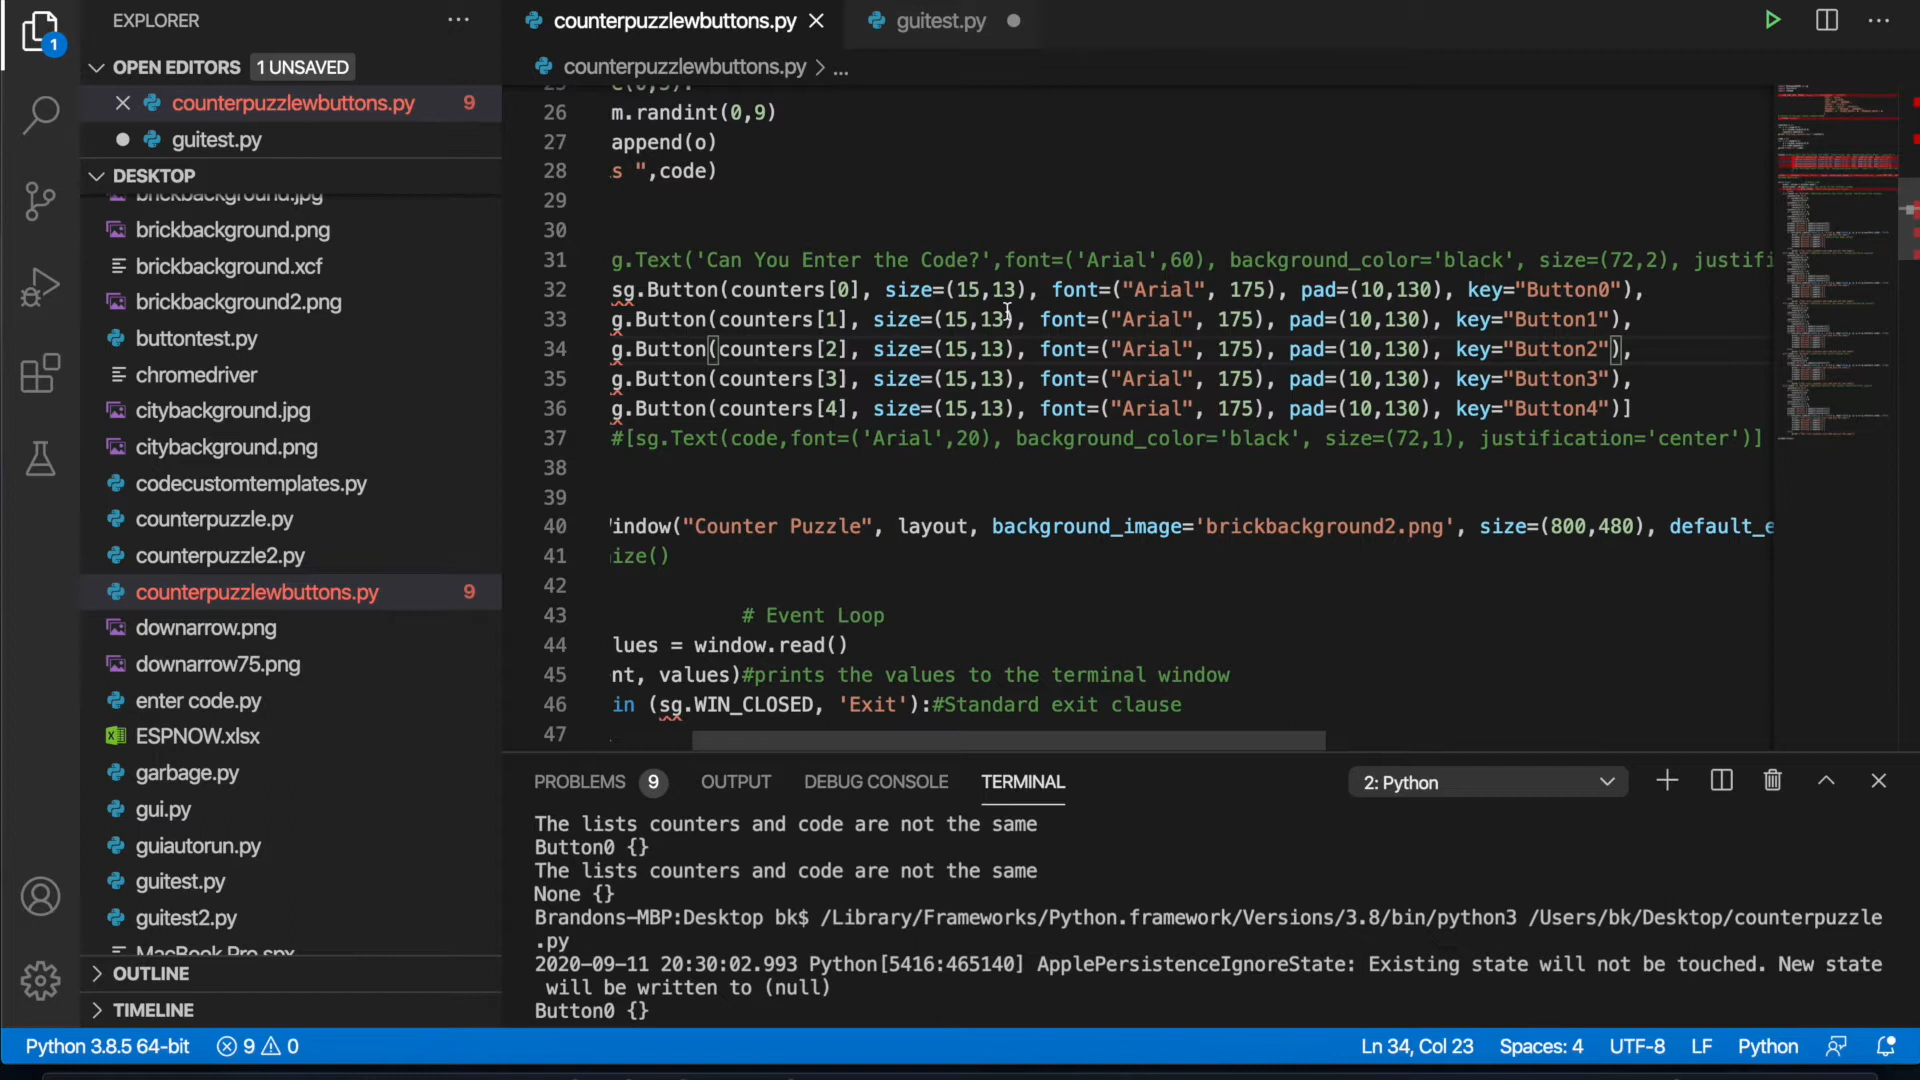 EXPLORER
counterpuzzlewbuttons.py
guitest.py
1
OPEN EDITORS 1 UNSAVED
counterpuzzlewbuttons.py > ...
counterpuzzlewbuttons.py 9
guitest.py
DESKTOP
brickbackground.jpg
brickbackground.png
brickbackground.xcf
brickbackground2.png
buttontest.py
chromedriver
citybackground.jpg
citybackground.png
codecustomtemplates.py
counterpuzzle.py
counterpuzzle2.py
counterpuzzlewbuttons.py 9
downarrow.png
downarrow75.png
enter code.py
ESPNOW.xlsx
garbage.py
gui.py
guiautorun.py
guitest.py
guitest2.py
MacBook Pro.spx
OUTLINE
TIMELINE
26 m.randint(0,9)
27 append(o)
28 s ",code)
29
30
31 g.Text('Can You Enter the Code?',font=('Arial',60), background_color='black', size=(72,2), justifi
32 sg.Button(counters[0], size=(15,13), font=("Arial", 175), pad=(10,130), key="Button0"),
33 g.Button(counters[1], size=(15,13), font=("Arial", 175), pad=(10,130), key="Button1"),
34 g.Button(counters[2], size=(15,13), font=("Arial", 175), pad=(10,130), key="Button2"),
35 g.Button(counters[3], size=(15,13), font=("Arial", 175), pad=(10,130), key="Button3"),
36 g.Button(counters[4], size=(15,13), font=("Arial", 175), pad=(10,130), key="Button4")]
37 #[sg.Text(code,font=('Arial',20), background_color='black', size=(72,1), justification='center')]
38
39
40 indow("Counter Puzzle", layout, background_image='brickbackground2.png', size=(800,480), default_e
41 ize()
42
43 # Event Loop
44 lues = window.read()
45 nt, values)#prints the values to the terminal window
46 in (sg.WIN_CLOSED, 'Exit'):#Standard exit clause
47
PROBLEMS 9 OUTPUT DEBUG CONSOLE TERMINAL 2: Python
The lists counters and code are not the same
Button0 {}
The lists counters and code are not the same
None {}
Brandons-MBP:Desktop bk$ /Library/Frameworks/Python.framework/Versions/3.8/bin/python3 /Users/bk/Desktop/counterpuzzle
.py
2020-09-11 20:30:02.993 Python[5416:465140] ApplePersistenceIgnoreState: Existing state will not be touched. New state
will be written to (null)
Button0 {}
Python 3.8.5 64-bit 9 0 Ln 34, Col 23 Spaces: 4 UTF-8 LF Python